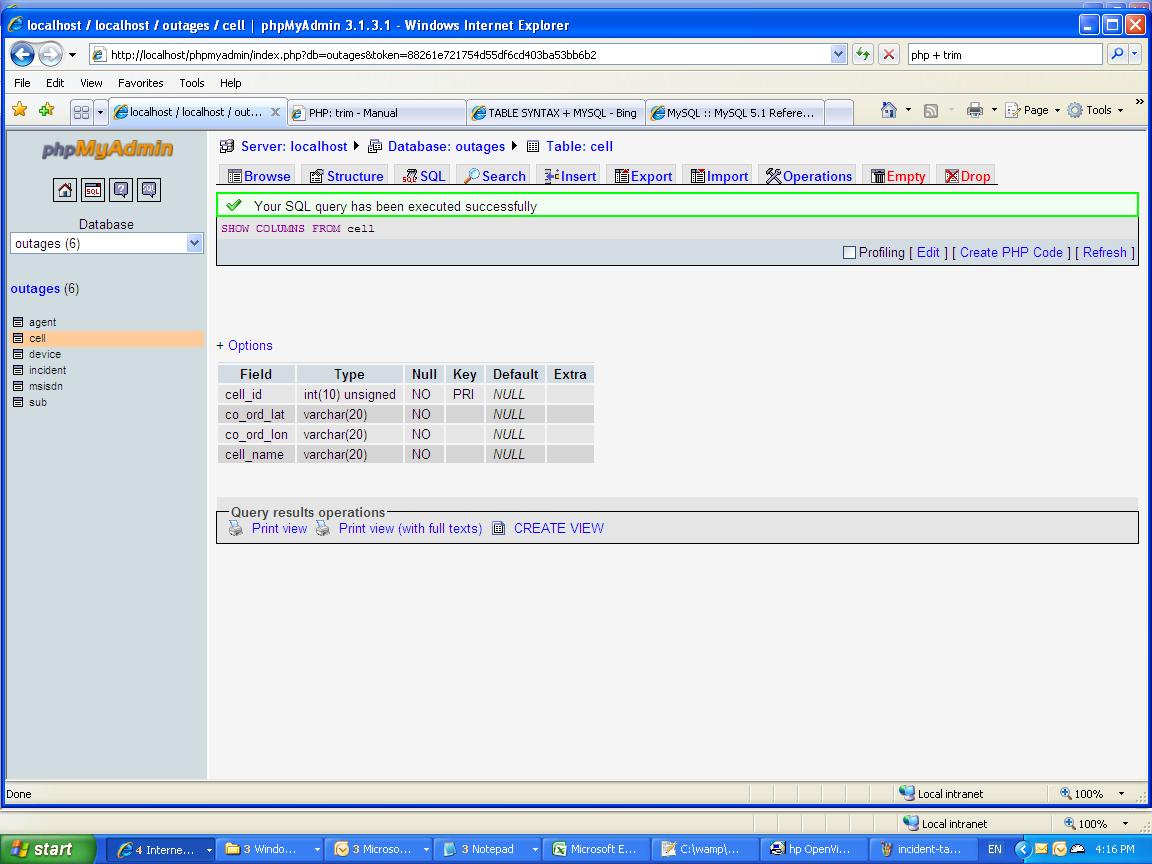 localhost / localhost / outages / cell | phpMyAdmin 3.1.3.1 - Windows Internet Explorer
http://localhost/phpmyadmin/index.php?db=outages&token=88261e721754d55df6cd403ba53bb6b2
php + trim
File Edit View Favorites Tools Help
localhost / localhost / out... PHP: trim - Manual TABLE SYNTAX + MYSQL - Bing MySQL :: MySQL 5.1 Refere... Page Tools »
phpMyAdmin
Server: localhost Database: outages Table: cell
Browse Structure SQL Search Insert Export Import Operations Empty Drop
SQL SQL
Your SQL query has been executed successfully
SHOW COLUMNS FROM cell
Profiling [ Edit ] [ Create PHP Code ] [ Refresh ]
Database
outages (6)
outages (6)
agent
cell
device
incident
msisdn
sub
+ Options
Field Type Null Key Default Extra
cell_id int(10) unsigned NO PRI NULL
co_ord_lat varchar(20) NO NULL
co_ord_lon varchar(20) NO NULL
cell_name varchar(20) NO NULL
Query results operations
Print view Print view (with full texts) CREATE VIEW
Done Local intranet 100%
Local intranet 100%
start 4 Interne... 3 Windo... 3 Microso... 3 Notepad Microsoft E... C:\wamp\... hp OpenVi... incident-ta... EN 4:16 PM